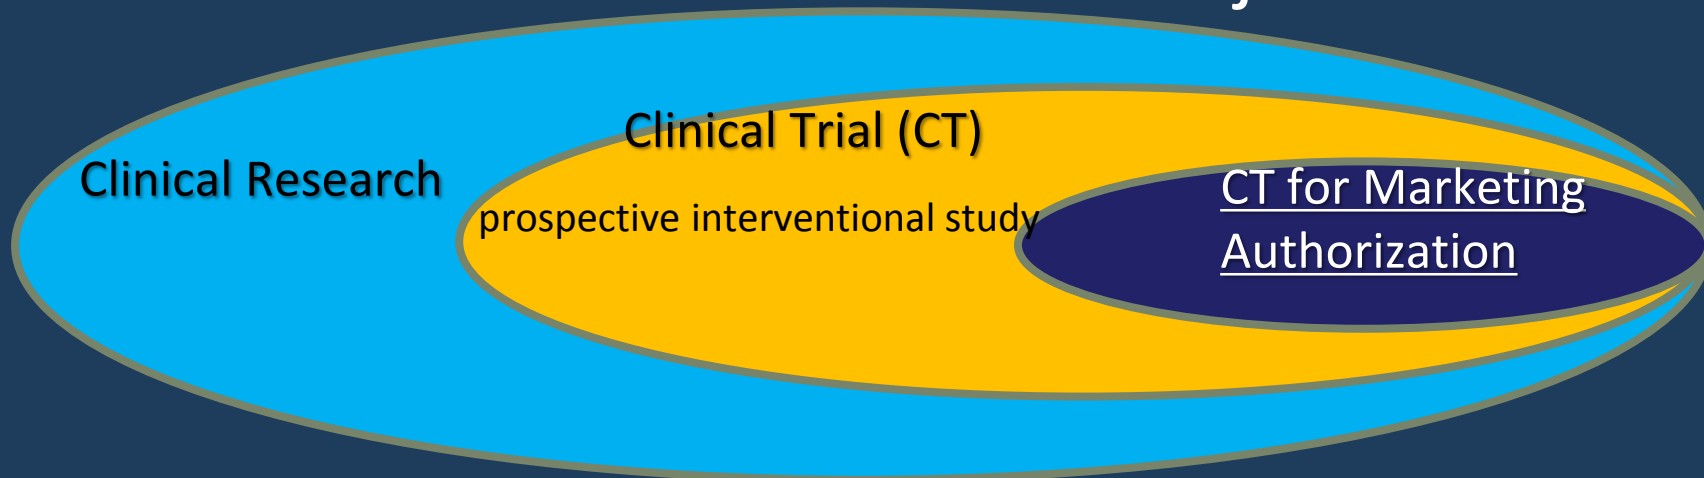 Clinical Trial (CT)
Clinical Research
prospective interventional study
CT for Marketing
Authorization